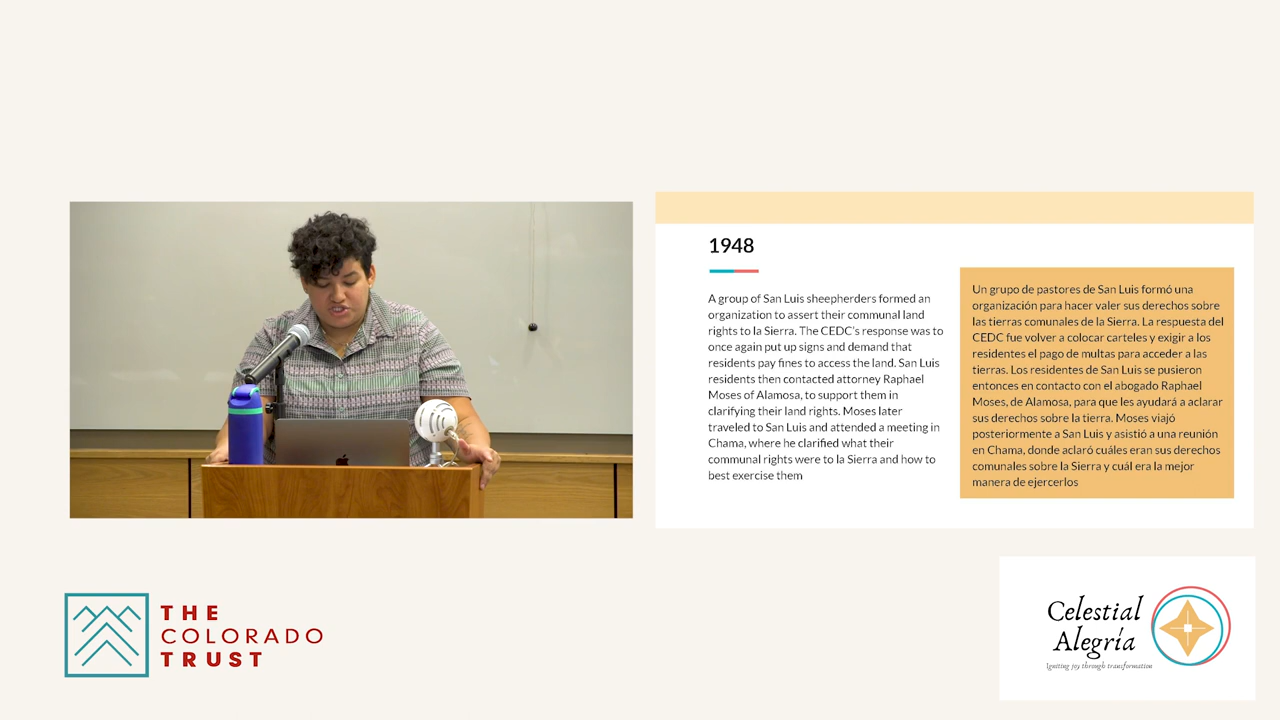 1948
A group of San Luis sheepherders formed an
organization to assert their communal land
rights to la Sierra. The CEDC's response was to
once again put up signs and demand that
residents pay fines to access the land. San Luis
residents then contacted attorney Raphael
Moses of Alamosa, to support them in
clarifying their land rights. Moses later
traveled to San Luis and attended a meeting in
Chama, where he clarified what their
communal rights were to la Sierra and how to
best exercise them
Un grupo de pastores de San Luis formó una
organización para hacer valer sus derechos sobre
las tierras comunales de la Sierra. La respuesta del
CEDC fue volver a colocar carteles y exigir a los
residentes el pago de multas para acceder a las
tierras. Los residentes de San Luis se pusieron
entonces en contacto con el abogado Raphael
Moses, de Alamosa, para que les ayudará a aclarar
sus derechos sobre la tierra. Moses viajó
posteriormente a San Luis y asistió a una reunión
en Chama, donde aclaró cuáles eran sus derechos
comunales sobre la Sierra y cuál era la mejor
manera de ejercerlos
THE
COLORADO
TRUST
Celestial
Alegría
Igniting joy through transformation